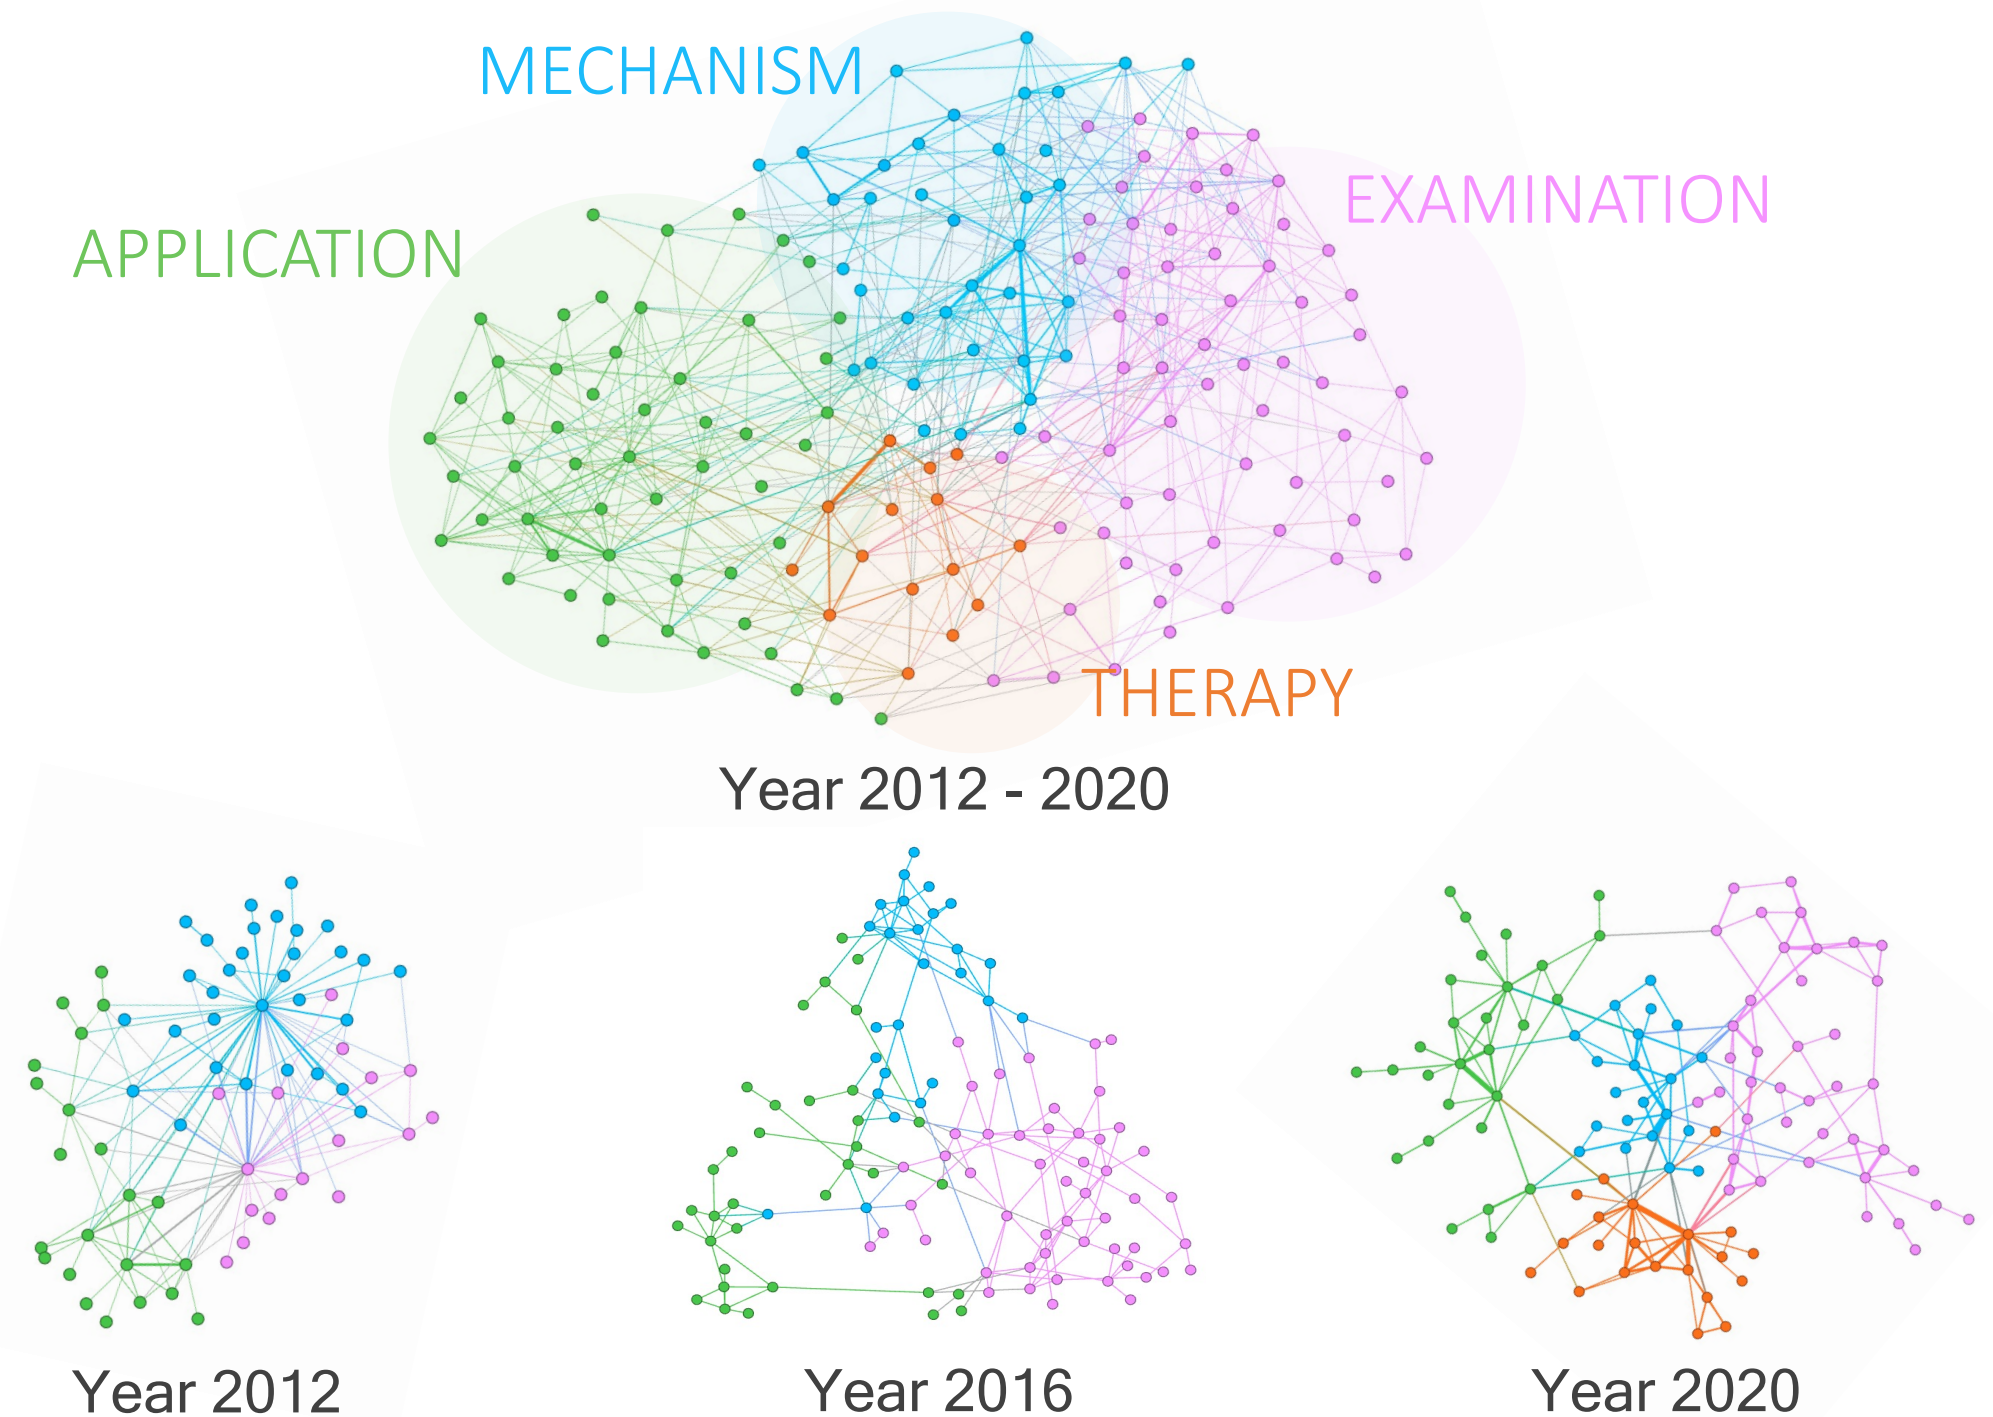 MECHANISM
EXAMINATION
APPLICATION
THERAPY
Year 2012 - 2020
Year 2012
Year 2016
Year 2020